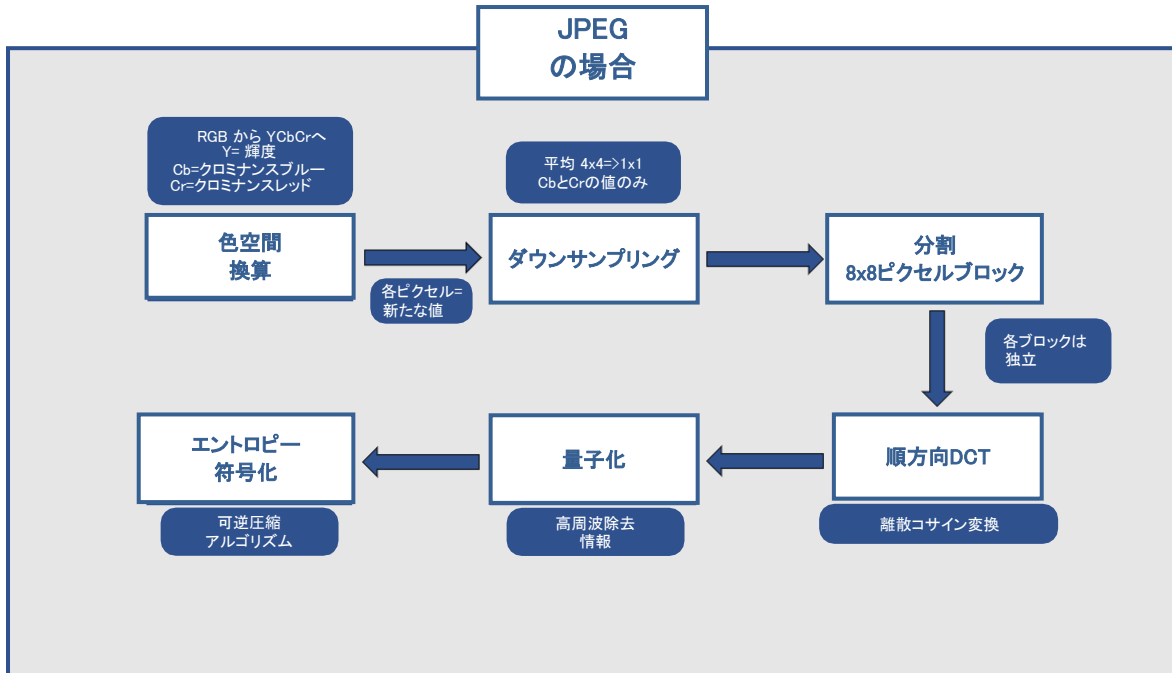 JPEG
の場合
RGB から YCbCrへ
Y= 輝度
Cb=クロミナンスブルー
Cr=クロミナンスレッド
平均 4x4=>1x1
CbとCrの値のみ
色空間
換算
各ピクセル=
新たな値
ダウンサンプリング
分割
8x8ピクセルブロック
各ブロックは
独立
順方向DCT
離散コサイン変換
量子化
高周波除去
情報
エントロピー
符号化
可逆圧縮
アルゴリズム